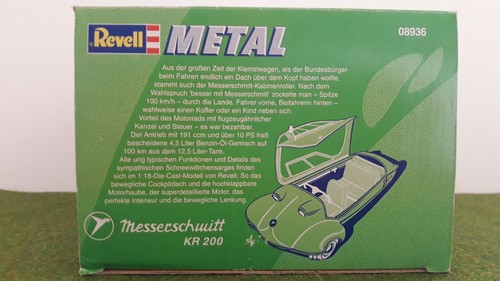 Revell METAL 08936
Aus der großen Zeit der Kleinstwagen, als der Bundesbürger
beim Fahren endlich ein Dach über dem Kopf haben wollte,
stammt auch der Messerschmitt-Kabinenroller. Nach dem
Wahlspruch 'besser mit Messerschmitt' zockelte man – Spitze
100 km/h – durch die Lande. Fahrer vorne, Beifahrerin hinten –
wahlweise einen Koffer oder ein Kind neben sich.
Vorteil des Motorrads mit flugzeugähnlicher
Kanzel und Steuer – es war bezahlbar.
Der Antrieb mit 191 ccm und über 10 PS fraß
bescheidene 4,5 Liter Benzin-Öl-Gemisch auf
100 km aus dem 12,5 Liter-Tank.
Alle ung typischen Funktionen und Details des
sympathischen Schneewittchensarges finden
sich im 1:18-Die-Cast-Modell von Revell: So das
bewegliche Cockpitdach und die hochklappbare
Motorhaube, der superdetaillierte Motor, das
perfekte Interieur und die bewegliche Lenkung.
Messerschmitt
KR 200